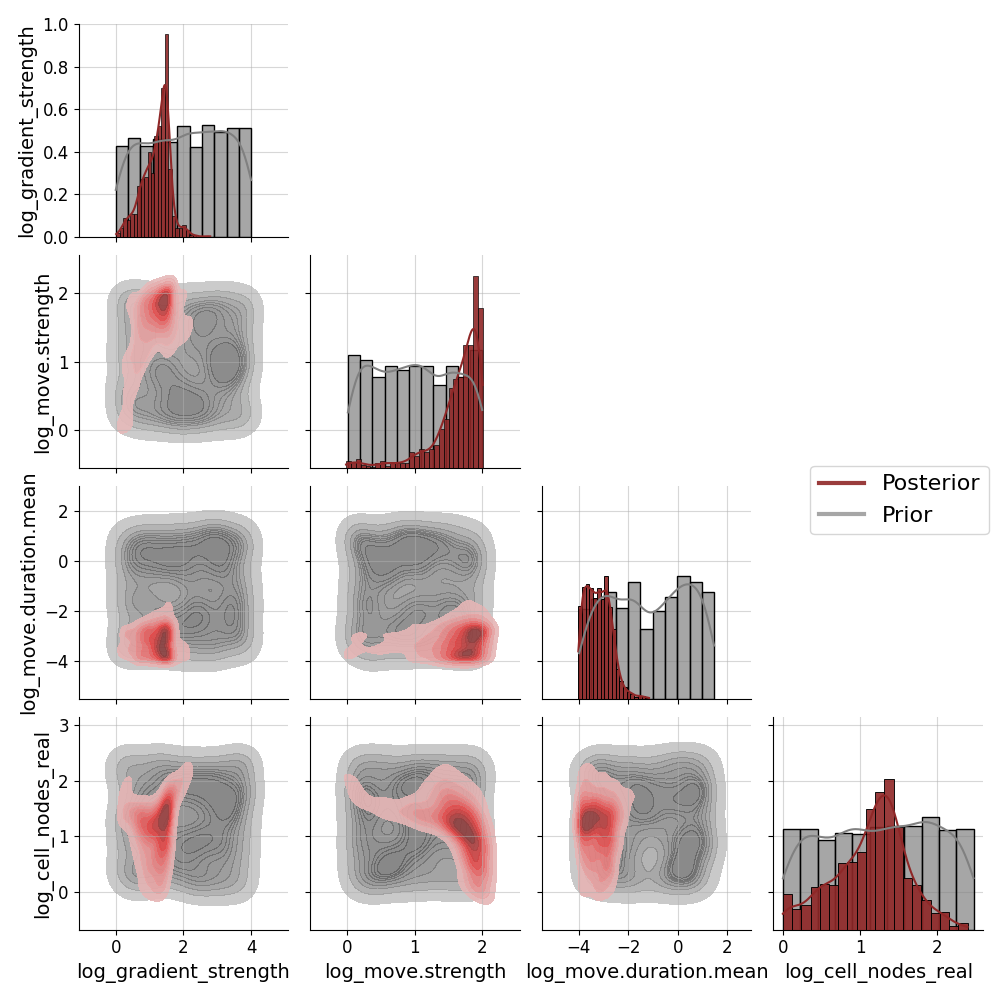 log_gradient_strength
1.0
0.8
0.6
0.4
0.2
0.0
log_move.strength
2
1
0
log_move.duration.mean
2
0
−2
−4
Posterior
Prior
log_cell_nodes_real
3
2
1
0
0 2 4
0 1 2
−4 −2 0 2
0 1 2
log_gradient_strength log_move.strength log_move.duration.mean log_cell_nodes_real